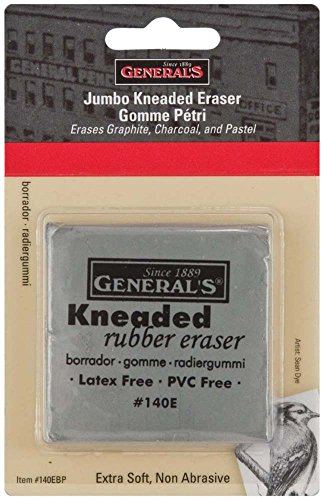 Since 1889
GENERAL'S
Jumbo Kneaded Eraser
Gomme Pétri
Erases Graphite, Charcoal, and Pastel
OFFICE
borrador - radiergummi
Since 1889
GENERAL'S®
Kneaded
rubber eraser
borrador · gomme · radiergummi
· Latex Free · PVC Free ·
#140E
Artist: Sean Dye
Item #140EBP
Extra Soft, Non Abrasive